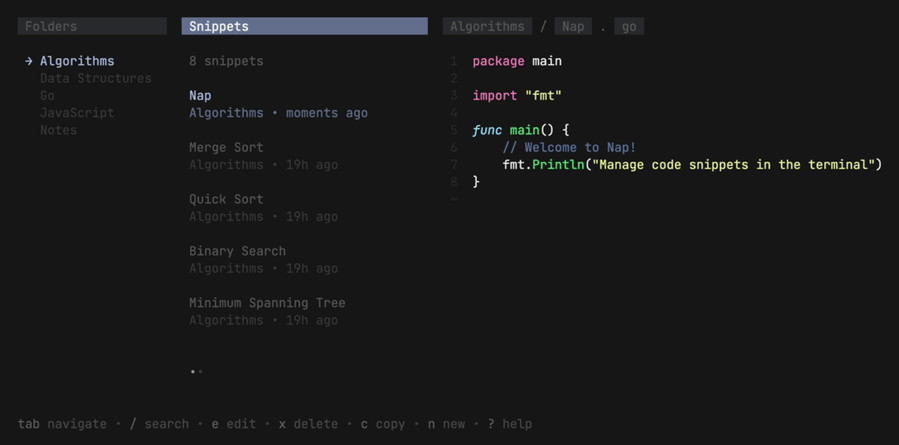 Folders
→ Algorithms
Data Structures
Go
JavaScript
Notes
Snippets
8 snippets
Nap
Algorithms • moments ago
Merge Sort
Algorithms • 19h ago
Quick Sort
Algorithms • 19h ago
Binary Search
Algorithms • 19h ago
Minimum Spanning Tree
Algorithms • 19h ago
Algorithms / Nap . go
1 package main
2
3 import "fmt"
4
5 func main() {
6     // Welcome to Nap!
7     fmt.Println("Manage code snippets in the terminal")
8 }
~
tab navigate • / search • e edit • x delete • c copy • n new • ? help